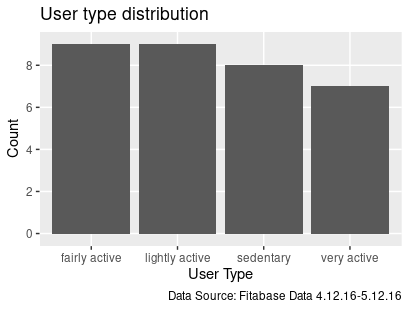 User type distribution
Count
8
6
4
2
0
fairly active
lightly active
sedentary
very active
User Type
Data Source: Fitabase Data 4.12.16-5.12.16